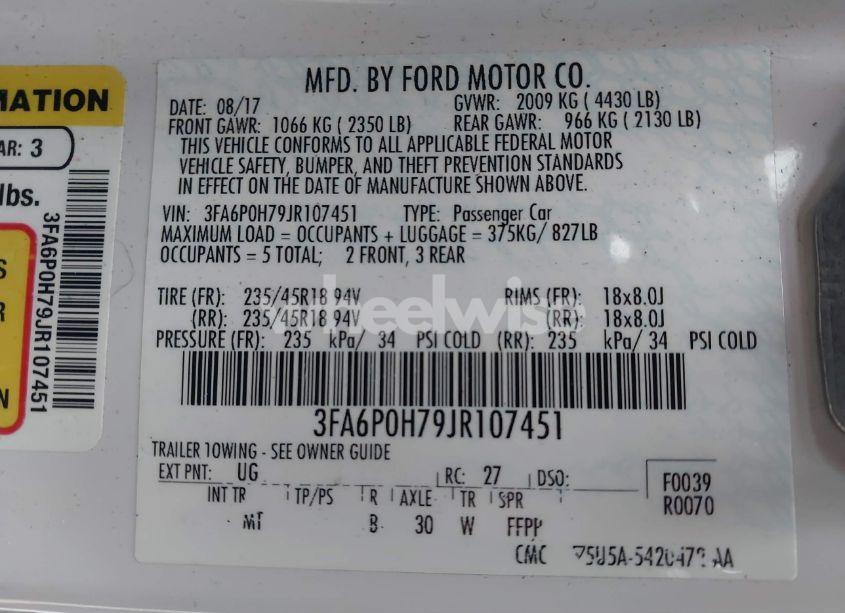 MATION
AR: 3
lbs.
S
R
N
3FA6P0H79JR107451
MFD. BY FORD MOTOR CO.
DATE: 08/17 GVWR: 2009 KG ( 4430 LB)
FRONT GAWR: 1066 KG ( 2350 LB) REAR GAWR: 966 KG ( 2130 LB)
THIS VEHICLE CONFORMS TO ALL APPLICABLE FEDERAL MOTOR
VEHICLE SAFETY, BUMPER, AND THEFT PREVENTION STANDARDS
IN EFFECT ON THE DATE OF MANUFACTURE SHOWN ABOVE.
VIN: 3FA6P0H79JR107451 TYPE: Passenger Car
MAXIMUM LOAD = OCCUPANTS + LUGGAGE = 375KG/ 827LB
OCCUPANTS = 5 TOTAL; 2 FRONT, 3 REAR
TIRE (FR): 235/45R18 94V RIMS (FR): 18x8.0J
(RR): 235/45R18 94V (RR): 18x8.0J
wheelwise
PRESSURE (FR): 235 kPa/ 34 PSI COLD (RR): 235 kPa/ 34 PSI COLD
3FA6P0H79JR107451
TRAILER TOWING - SEE OWNER GUIDE
EXT PNT: UG RC: 27 DSO: F0039
INT TR TP/PS R AXLE TR SPR R0070
MT B 30 W FFPP
CMC